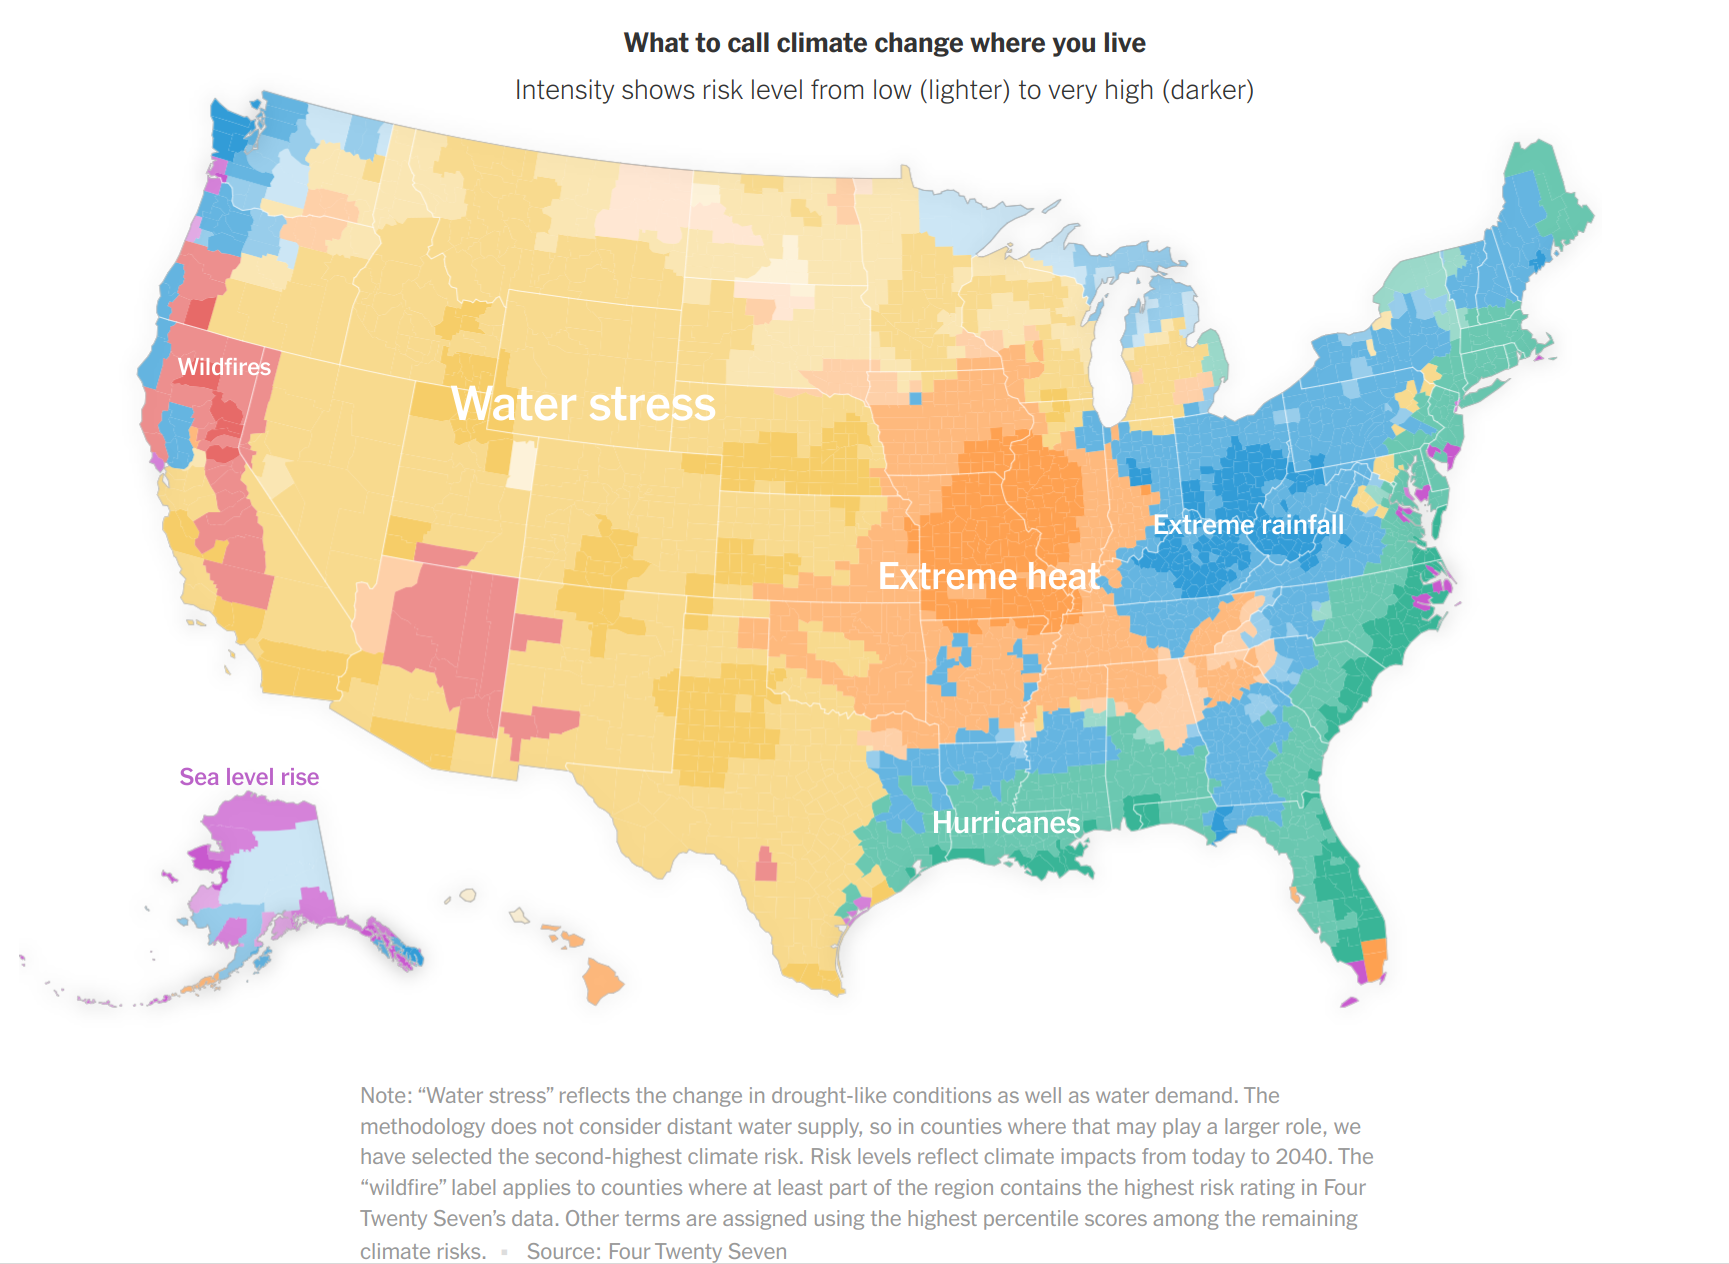 What to call climate change where you live
Intensity shows risk level from low (lighter) to very high (darker)
Wildfires
Water stress
Extreme rainfall
Extreme heat
Sea level rise
Hurricanes
Note: “Water stress” reflects the change in drought-like conditions as well as water demand. The
methodology does not consider distant water supply, so in counties where that may play a larger role, we
have selected the second-highest climate risk. Risk levels reflect climate impacts from today to 2040. The
“wildfire” label applies to counties where at least part of the region contains the highest risk rating in Four
Twenty Seven’s data. Other terms are assigned using the highest percentile scores among the remaining
climate risks. ▪ Source: Four Twenty Seven